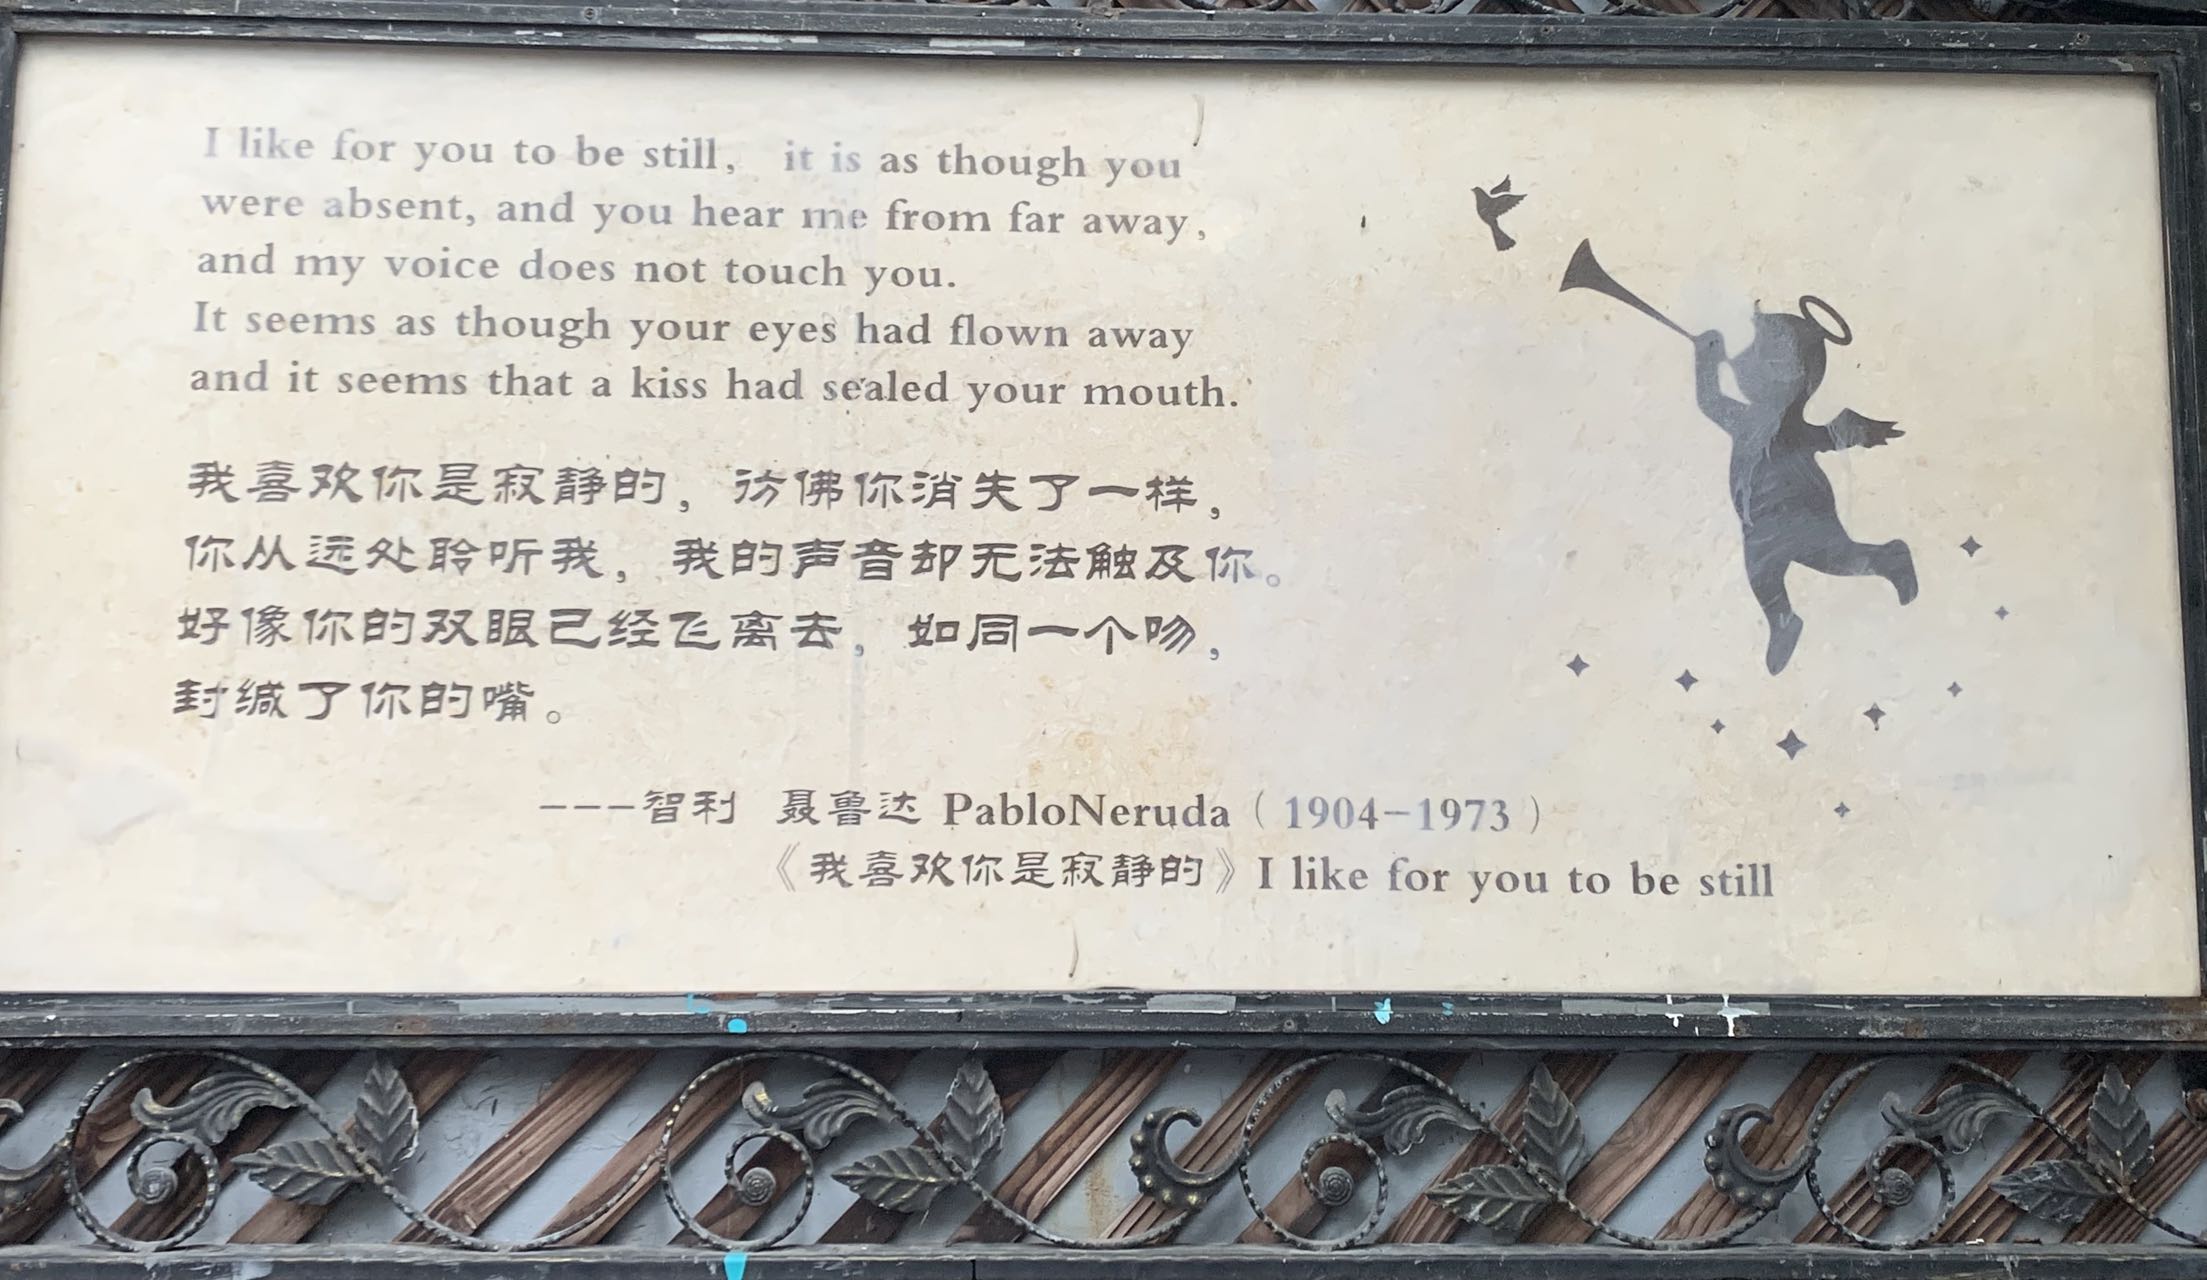 I like for you to be still, it is as though you
were absent, and you hear me from far away,
and my voice does not touch you.
It seems as though your eyes had flown away
and it seems that a kiss had sealed your mouth.
我喜欢你是寂静的，彷佛你消失了一样，
你从远处聆听我，我的声音却无法触及你。
好像你的双眼己经飞离去，如同一个吻，
封缄了你的嘴。
---智利 聂鲁达 PabloNeruda（1904-1973）
《我喜欢你是寂静的》I like for you to be still